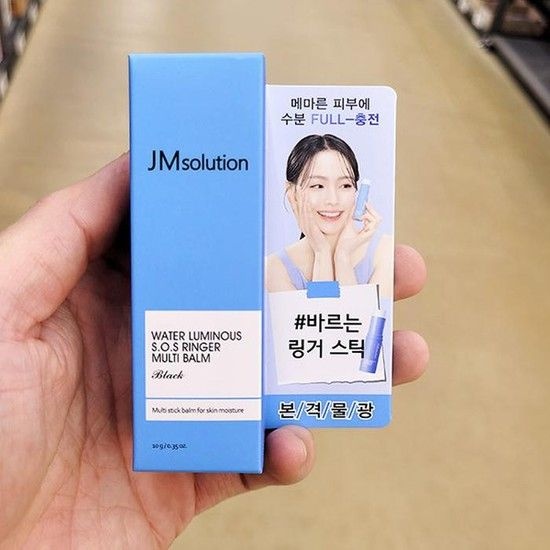 JMsolution
WATER LUMINOUS
S.O.S RINGER
MULTI BALM
Black
Multi stick balm for skin moisture
10 g / 0.35 oz.
메마른 피부에
수분 FULL-충전
#바르는
링거 스틱
본/격/물/광